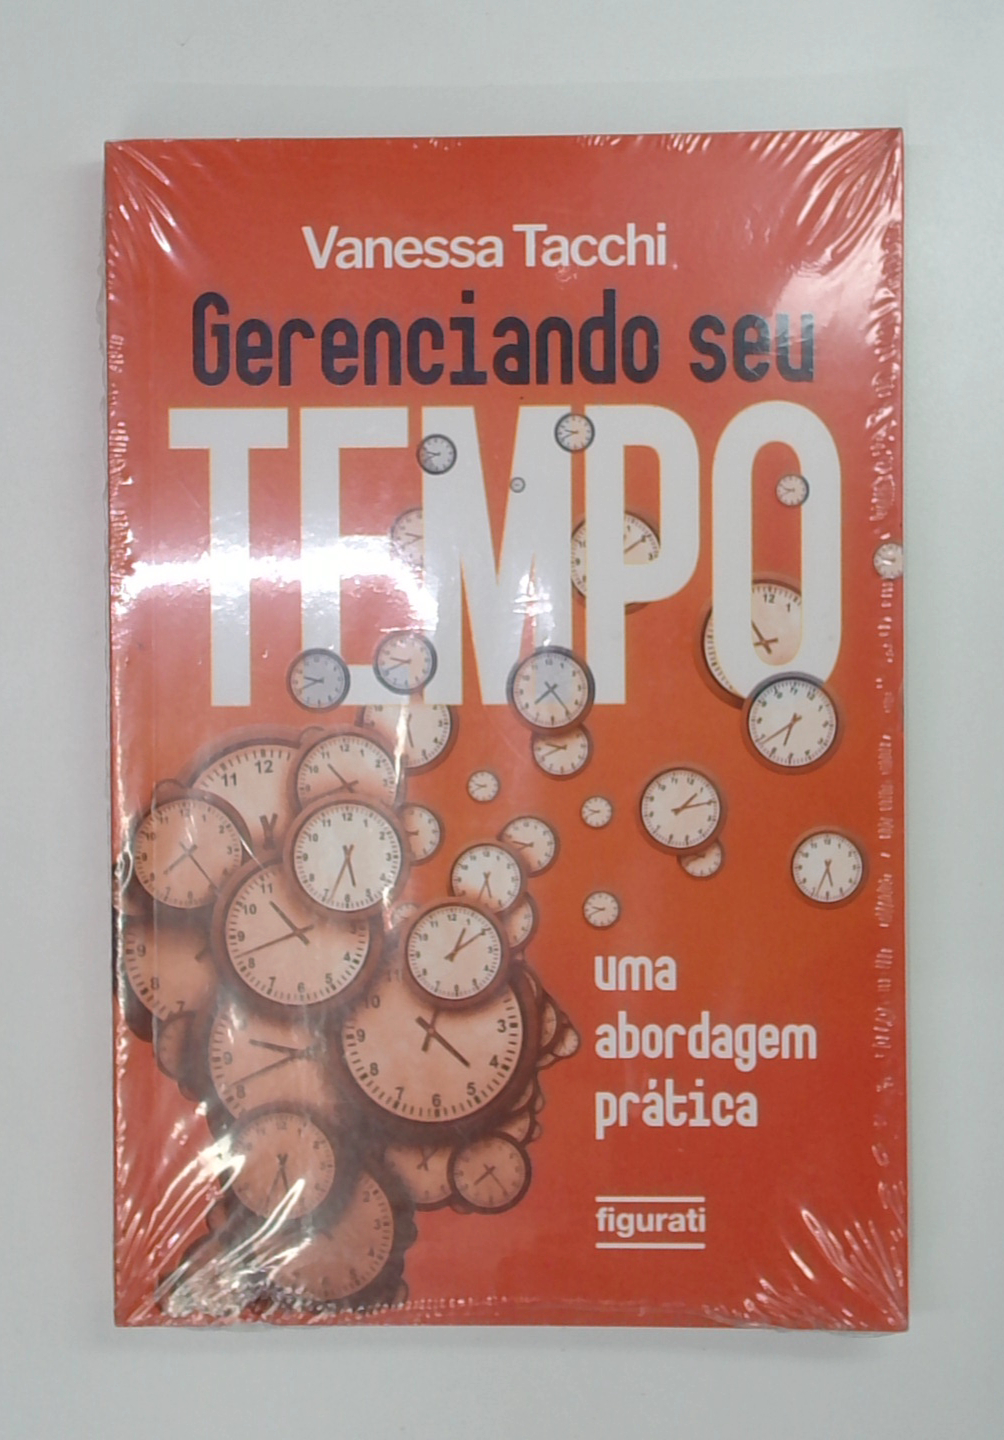 Vanessa Tacchi
Gerenciando seu
TEMPO
uma
abordagem
prática
figurati